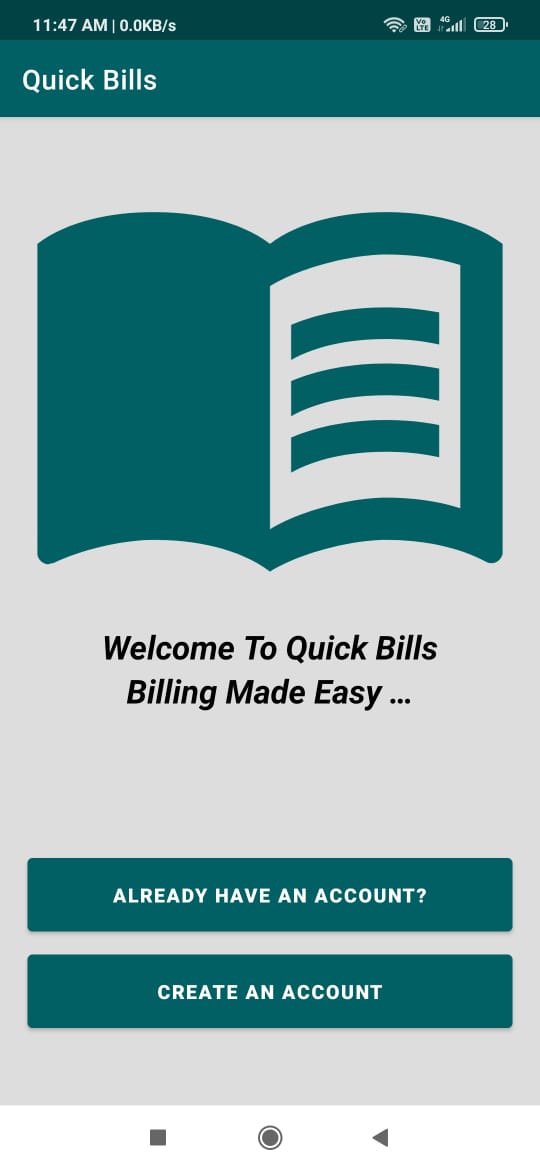 11:47 AM | 0.0KB/s
Vo LTE 4G 28
Quick Bills
Welcome To Quick Bills
Billing Made Easy ...
ALREADY HAVE AN ACCOUNT?
CREATE AN ACCOUNT